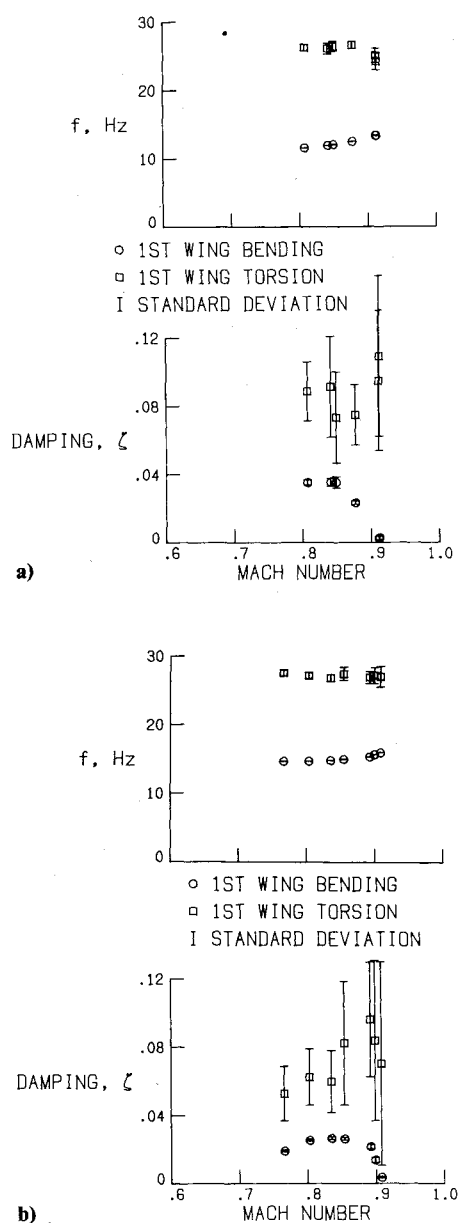 30
20
f, Hz
10
0
○ 1ST WING BENDING
□ 1ST WING TORSION
I STANDARD DEVIATION
.12
.08
DAMPING, ζ
.04
0
.6 .7 .8 .9 1.0
MACH NUMBER
a)
30
20
f, Hz
10
0
○ 1ST WING BENDING
□ 1ST WING TORSION
I STANDARD DEVIATION
.12
.08
DAMPING, ζ
.04
0
.6 .7 .8 .9 1.0
MACH NUMBER
b)